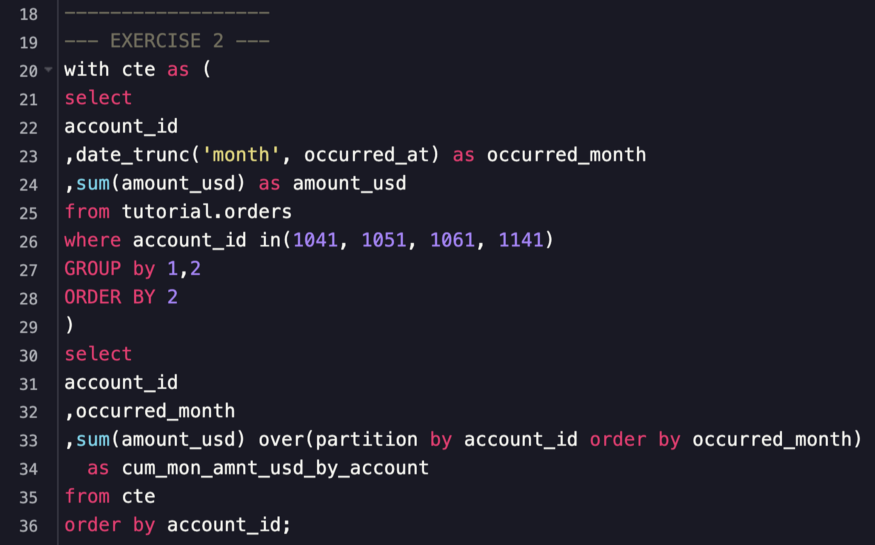 18 ------------------
19 --- EXERCISE 2 ---
20 with cte as (
21 select
22 account_id
23 ,date_trunc('month', occurred_at) as occurred_month
24 ,sum(amount_usd) as amount_usd
25 from tutorial.orders
26 where account_id in(1041, 1051, 1061, 1141)
27 GROUP by 1,2
28 ORDER BY 2
29 )
30 select
31 account_id
32 ,occurred_month
33 ,sum(amount_usd) over(partition by account_id order by occurred_month)
34   as cum_mon_amnt_usd_by_account
35 from cte
36 order by account_id;